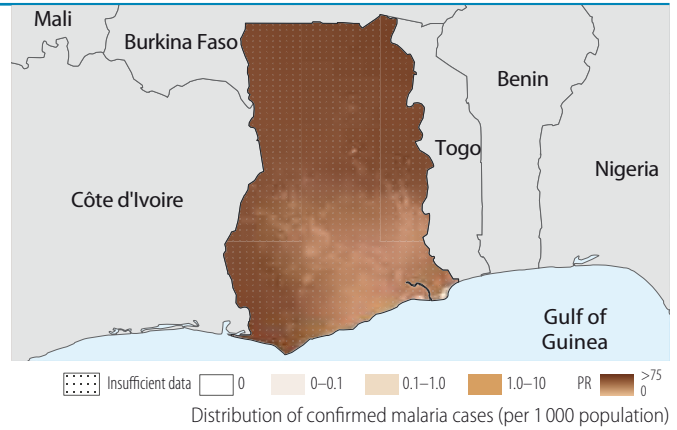 Mali
Burkina Faso
Benin
Togo
Nigeria
Côte d'Ivoire
Gulf of
Guinea
Insufficient data 0 0–0.1 0.1–1.0 1.0–10 PR >75
0
Distribution of confirmed malaria cases (per 1 000 population)